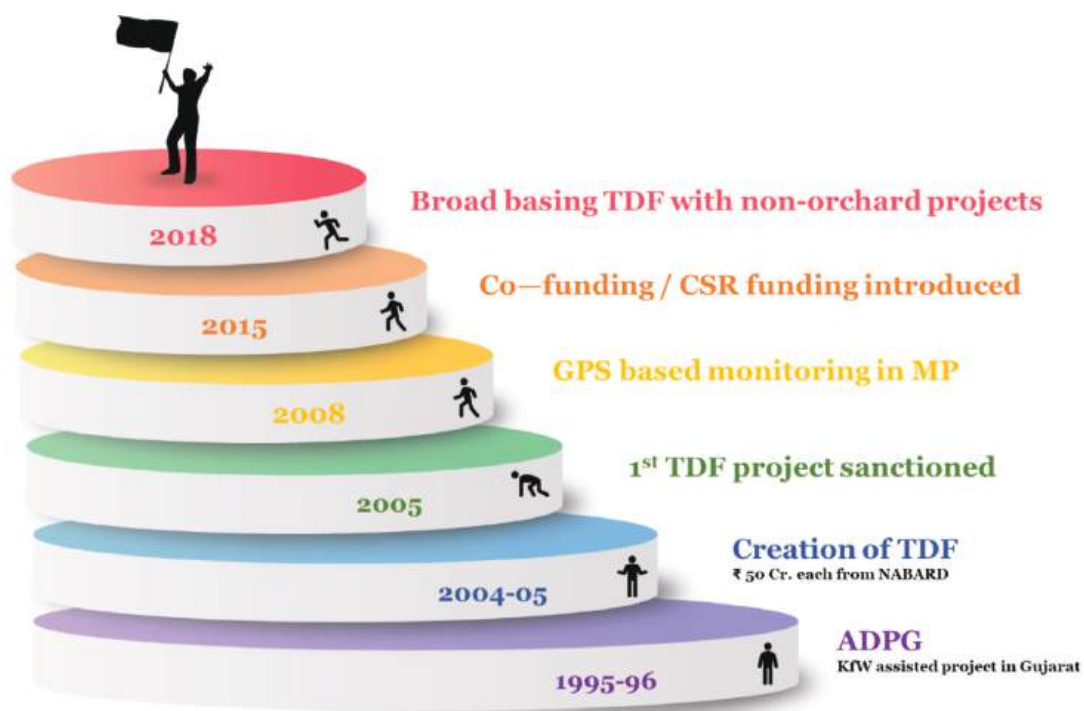 Broad basing TDF with non-orchard projects
2018
Co—funding / CSR funding introduced
2015
GPS based monitoring in MP
2008
1st TDF project sanctioned
2005
Creation of TDF
₹ 50 Cr. each from NABARD
2004-05
ADPG
KfW assisted project in Gujarat
1995-96